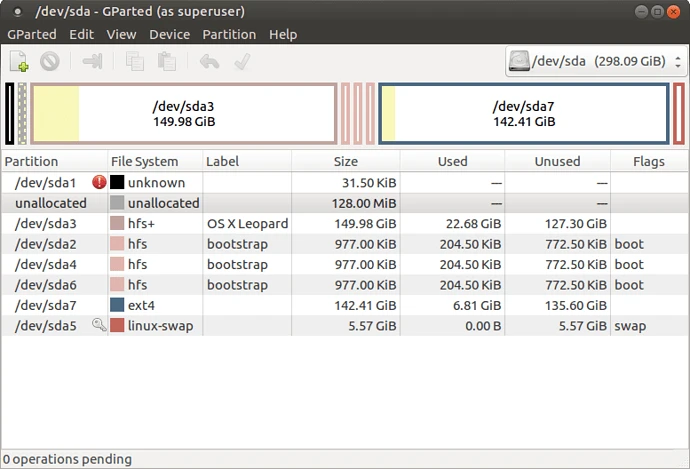 /dev/sda - GParted (as superuser)
GParted Edit View Device Partition Help
/dev/sda (298.09 GiB)
/dev/sda3
149.98 GiB
/dev/sda7
142.41 GiB
Partition File System Label Size Used Unused Flags
/dev/sda1 unknown 31.50 KiB --- ---
unallocated unallocated 128.00 MiB --- ---
/dev/sda3 hfs+ OS X Leopard 149.98 GiB 22.68 GiB 127.30 GiB
/dev/sda2 hfs bootstrap 977.00 KiB 204.50 KiB 772.50 KiB boot
/dev/sda4 hfs bootstrap 977.00 KiB 204.50 KiB 772.50 KiB boot
/dev/sda6 hfs bootstrap 977.00 KiB 204.50 KiB 772.50 KiB boot
/dev/sda7 ext4 142.41 GiB 6.81 GiB 135.60 GiB
/dev/sda5 linux-swap 5.57 GiB 0.00 B 5.57 GiB swap
0 operations pending